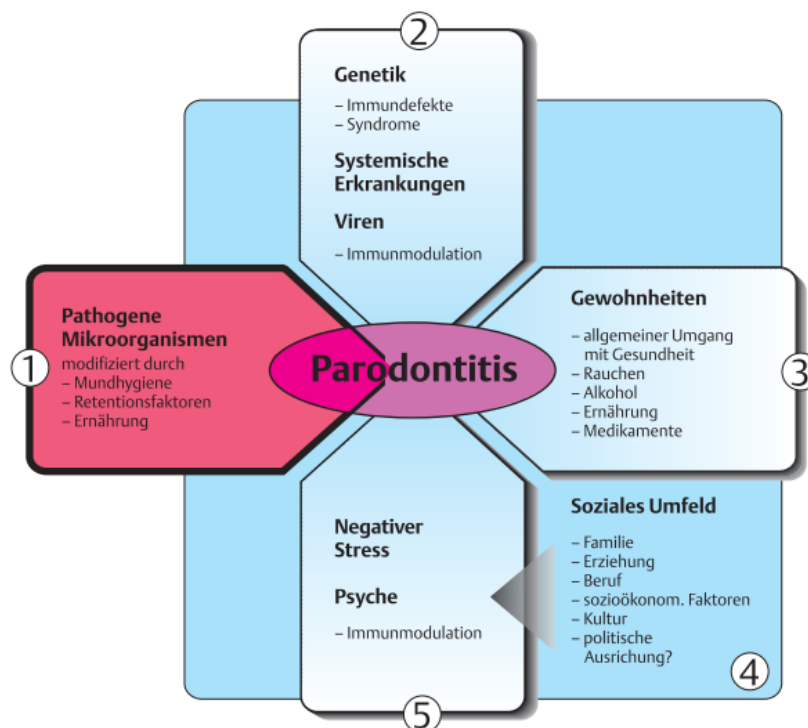 2
Genetik
– Immundefekte
– Syndrome
Systemische
Erkrankungen
Viren
– Immunmodulation
1
Pathogene
Mikroorganismen
modifiziert durch
– Mundhygiene
– Retentionsfaktoren
– Ernährung
Parodontitis
3
Gewohnheiten
– allgemeiner Umgang
mit Gesundheit
– Rauchen
– Alkohol
– Ernährung
– Medikamente
Soziales Umfeld
– Familie
– Erziehung
– Beruf
– sozioökonom. Faktoren
– Kultur
– politische
Ausrichung?
4
Negativer
Stress
Psyche
– Immunmodulation
5